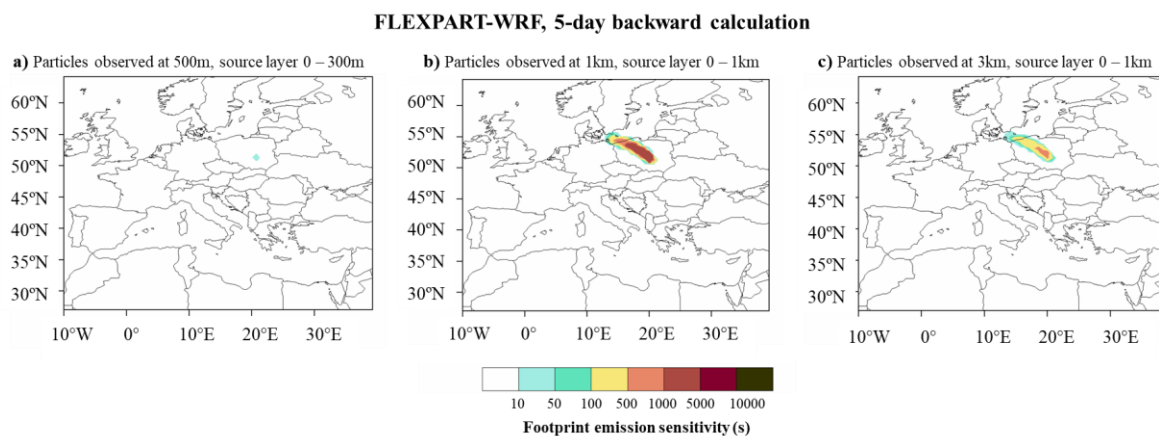 FLEXPART-WRF, 5-day backward calculation
a) Particles observed at 500m, source layer 0 – 300m
b) Particles observed at 1km, source layer 0 – 1km
c) Particles observed at 3km, source layer 0 – 1km
60ºN
55ºN
50ºN
45ºN
40ºN
35ºN
30ºN
10ºW 0º 10ºE 20ºE 30ºE
60ºN
55ºN
50ºN
45ºN
40ºN
35ºN
30ºN
10ºW 0º 10ºE 20ºE 30ºE
60ºN
55ºN
50ºN
45ºN
40ºN
35ºN
30ºN
10ºW 0º 10ºE 20ºE 30ºE
10 50 100 500 1000 5000 10000
Footprint emission sensitivity (s)